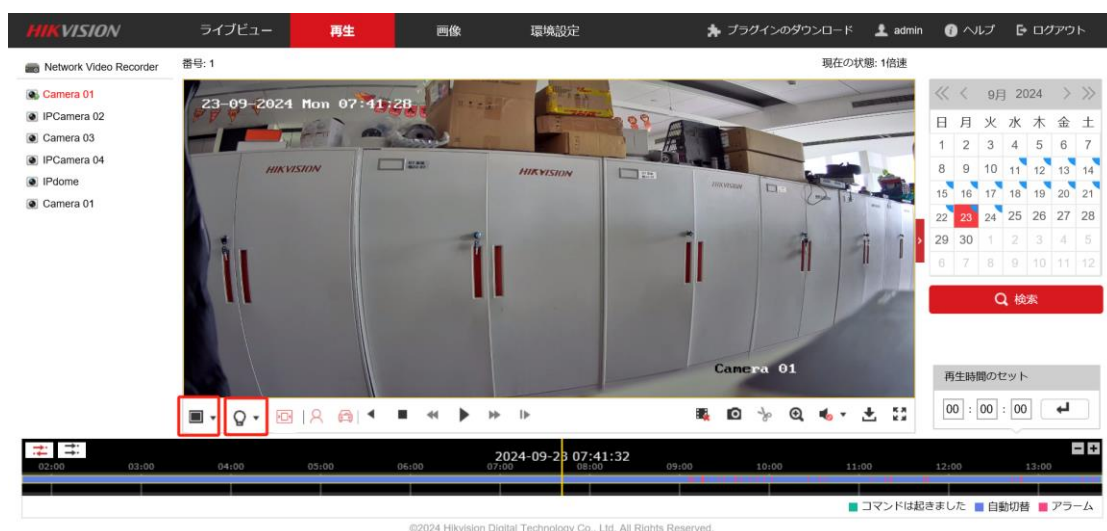 HIKVISION ライブビュー 再生 画像 環境設定 プラグインのダウンロード admin ヘルプ ログアウト
Network Video Recorder
Camera 01
IPCamera 02
Camera 03
IPCamera 04
IPdome
Camera 01
番号: 1 現在の状態: 1倍速
23-09-2024 Mon 07:41:28
HIKVISION HIKVISION HIKVISION
Camera 01
9月 2024
日 月 火 水 木 金 土
1 2 3 4 5 6 7
8 9 10 11 12 13 14
15 16 17 18 19 20 21
22 23 24 25 26 27 28
29 30 1 2 3 4 5
6 7 8 9 10 11 12
検索
再生時間のセット
00 : 00 : 00
2024-09-23 07:41:32
02:00 03:00 04:00 05:00 06:00 07:00 08:00 09:00 10:00 11:00 12:00 13:00
コマンドは起きました 自動切替 アラーム
©2024 Hikvision Digital Technology Co., Ltd. All Rights Reserved.